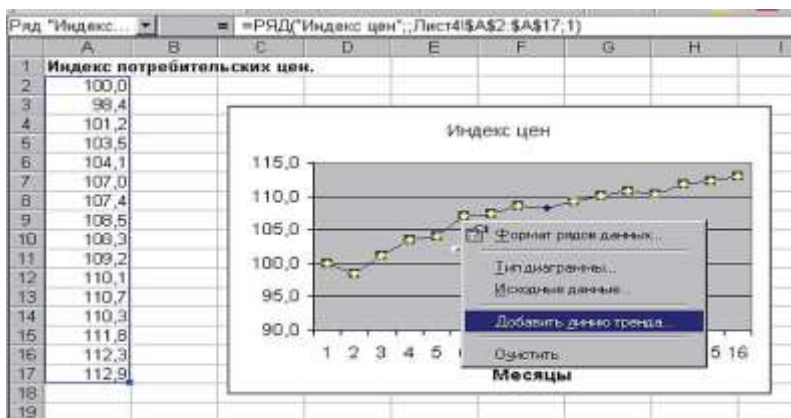 Ряд "Индекс... = =РЯД("Индекс цен";;Лист4!$A$2:$A$17;1)
A B C D E F G H I
1 Индекс потребительских цен.
2 100,0
3 98,4
4 101,2
5 103,5
6 104,1
7 107,0
8 107,4
9 108,5
10 108,3
11 109,2
12 110,1
13 110,7
14 110,3
15 111,8
16 112,3
17 112,9
18
19
Индекс цен
115,0
110,0
105,0
100,0
95,0
90,0
1 2 3 4 5 5 16
Месяцы
Формат рядов данных...
Тип диаграммы...
Исходные данные...
Добавить линию тренда...
Очистить